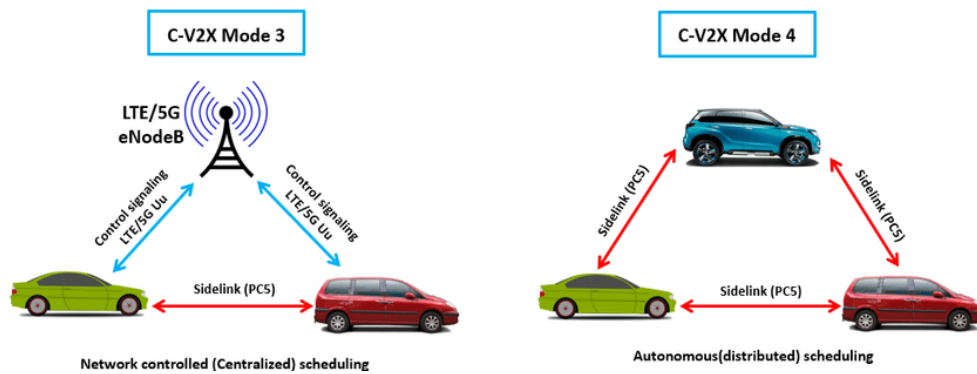 C-V2X Mode 3
LTE/5G
eNodeB
Control signaling
LTE/5G Uu
Control signaling
LTE/5G Uu
Sidelink (PC5)
Network controlled (Centralized) scheduling
C-V2X Mode 4
Sidelink (PC5)
Sidelink (PC5)
Sidelink (PC5)
Autonomous(distributed) scheduling